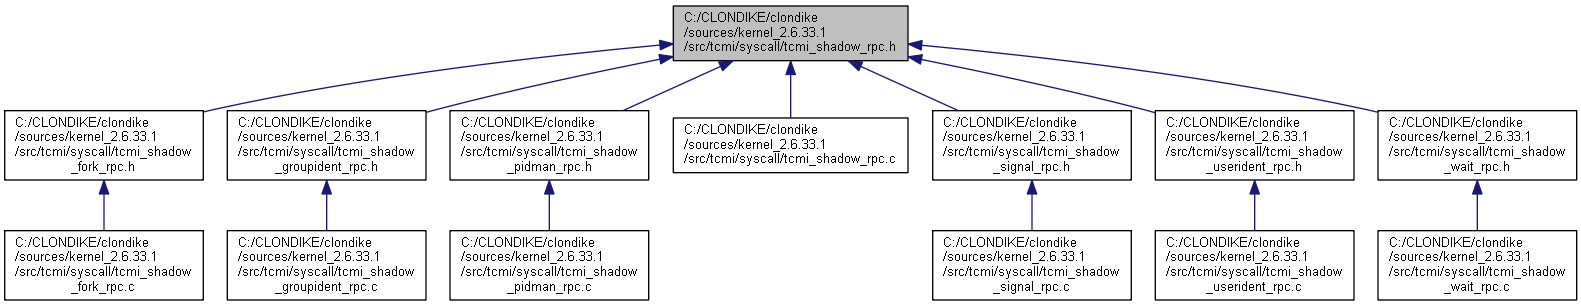 C:/CLONDIKE/clondike
/sources/kernel_2.6.33.1
/src/tcmi/syscall/tcmi_shadow_rpc.h
C:/CLONDIKE/clondike
/sources/kernel_2.6.33.1
/src/tcmi/syscall/tcmi_shadow
_fork_rpc.h
C:/CLONDIKE/clondike
/sources/kernel_2.6.33.1
/src/tcmi/syscall/tcmi_shadow
_groupident_rpc.h
C:/CLONDIKE/clondike
/sources/kernel_2.6.33.1
/src/tcmi/syscall/tcmi_shadow
_pidman_rpc.h
C:/CLONDIKE/clondike
/sources/kernel_2.6.33.1
/src/tcmi/syscall/tcmi_shadow_rpc.c
C:/CLONDIKE/clondike
/sources/kernel_2.6.33.1
/src/tcmi/syscall/tcmi_shadow
_signal_rpc.h
C:/CLONDIKE/clondike
/sources/kernel_2.6.33.1
/src/tcmi/syscall/tcmi_shadow
_userident_rpc.h
C:/CLONDIKE/clondike
/sources/kernel_2.6.33.1
/src/tcmi/syscall/tcmi_shadow
_wait_rpc.h
C:/CLONDIKE/clondike
/sources/kernel_2.6.33.1
/src/tcmi/syscall/tcmi_shadow
_fork_rpc.c
C:/CLONDIKE/clondike
/sources/kernel_2.6.33.1
/src/tcmi/syscall/tcmi_shadow
_groupident_rpc.c
C:/CLONDIKE/clondike
/sources/kernel_2.6.33.1
/src/tcmi/syscall/tcmi_shadow
_pidman_rpc.c
C:/CLONDIKE/clondike
/sources/kernel_2.6.33.1
/src/tcmi/syscall/tcmi_shadow
_signal_rpc.c
C:/CLONDIKE/clondike
/sources/kernel_2.6.33.1
/src/tcmi/syscall/tcmi_shadow
_userident_rpc.c
C:/CLONDIKE/clondike
/sources/kernel_2.6.33.1
/src/tcmi/syscall/tcmi_shadow
_wait_rpc.c